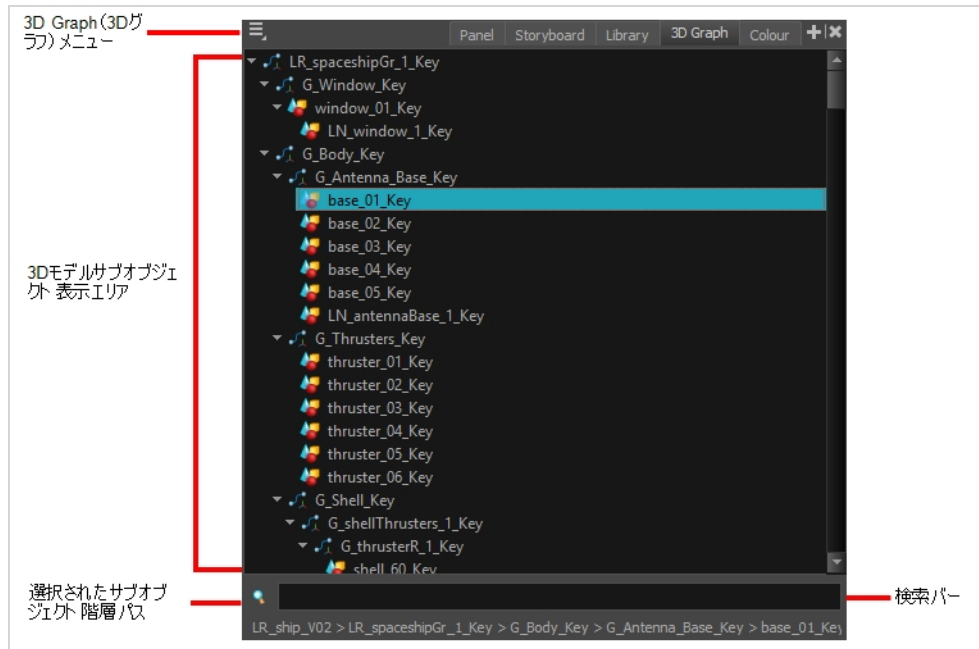 3D Graph（3Dグ
ラフ）メニュー
Panel Storyboard Library 3D Graph Colour
LR_spaceshipGr_1_Key
G_Window_Key
window_01_Key
LN_window_1_Key
G_Body_Key
G_Antenna_Base_Key
base_01_Key
base_02_Key
base_03_Key
base_04_Key
base_05_Key
LN_antennaBase_1_Key
G_Thrusters_Key
thruster_01_Key
thruster_02_Key
thruster_03_Key
thruster_04_Key
thruster_05_Key
thruster_06_Key
G_Shell_Key
G_shellThrusters_1_Key
G_thrusterR_1_Key
shell_60_Key
3Dモデルサブオブジェ
クト 表示エリア
選択されたサブオブ
ジェクト 階層パス
検索バー
LR_ship_V02 > LR_spaceshipGr_1_Key > G_Body_Key > G_Antenna_Base_Key > base_01_Key